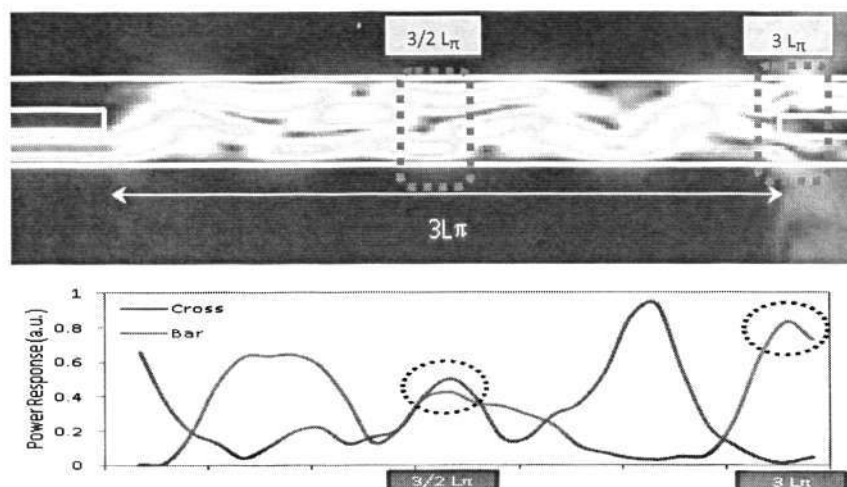 3/2 Lπ
3 Lπ
3Lπ
Power Response (a.u.)
1
0.8
0.6
0.4
0.2
0
Cross
Bar
3/2 Lπ
3 Lπ